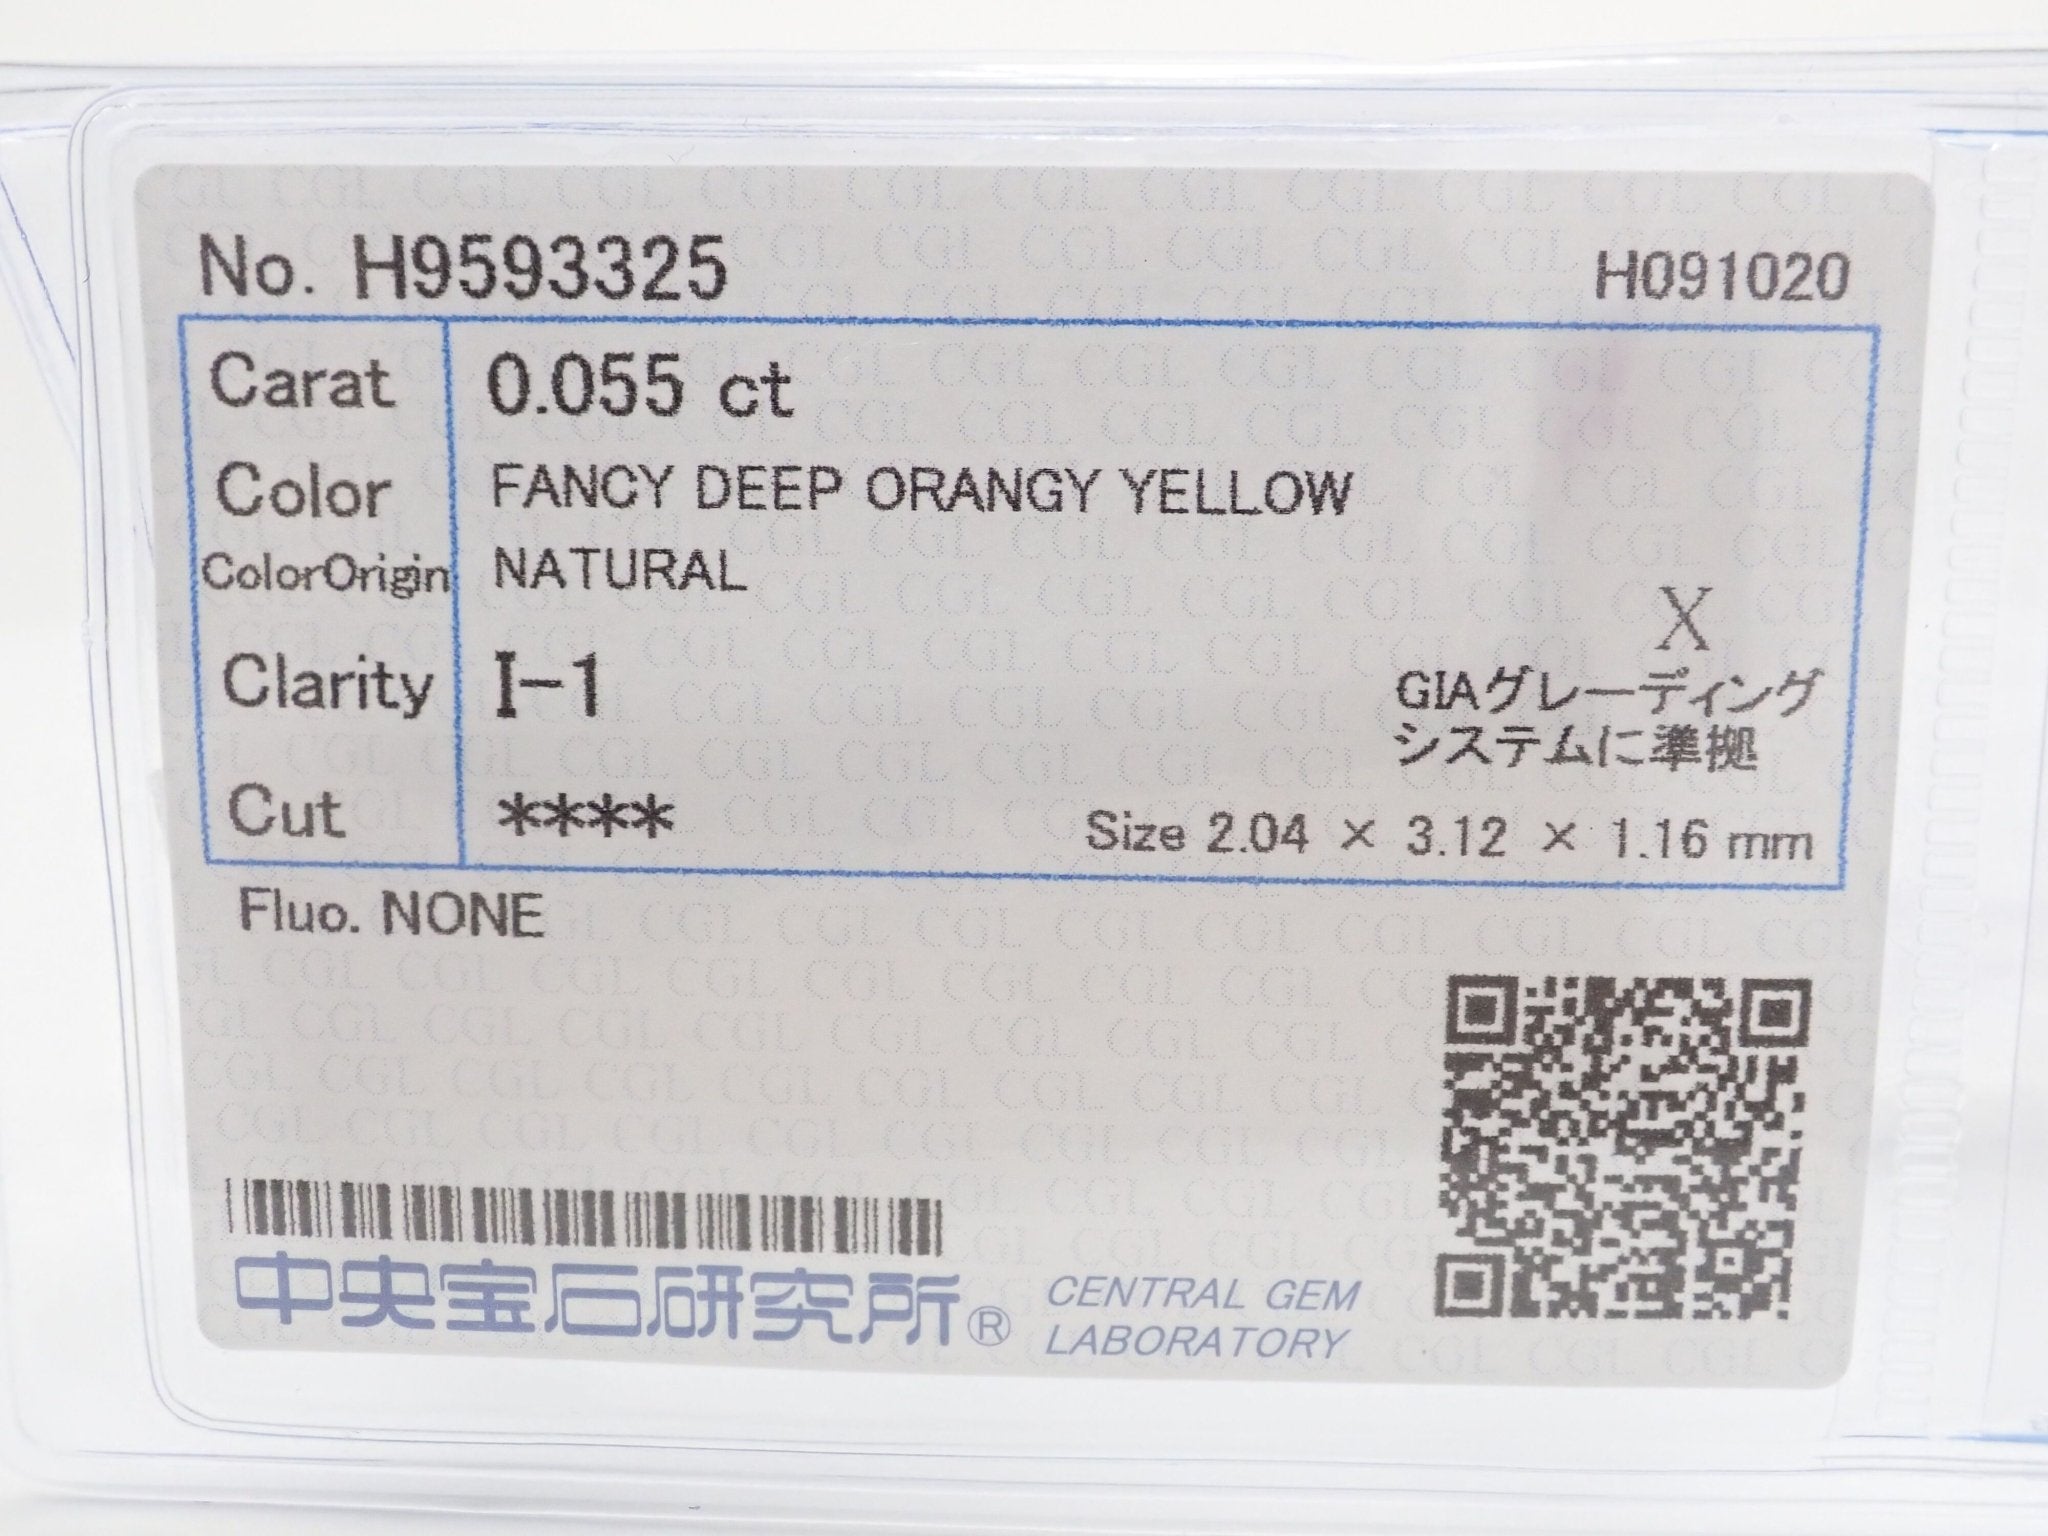 No. H9593325
H091020
Carat 0.055 ct
Color FANCY DEEP ORANGY YELLOW
ColorOrigin NATURAL
X
Clarity I-1
GIAグレーディング
システムに準拠
Cut ****
Size 2.04 × 3.12 × 1.16 mm
Fluo. NONE
中央宝石研究所®
CENTRAL GEM
LABORATORY